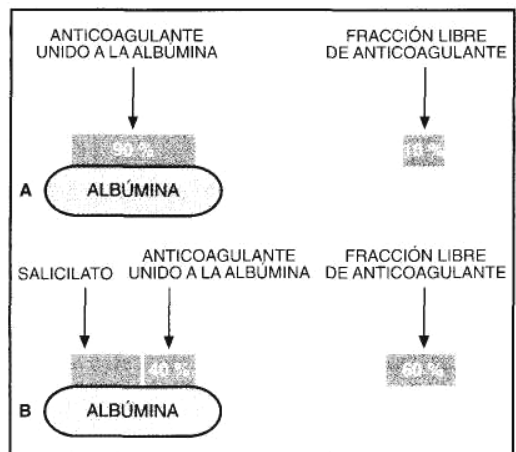 ANTICOAGULANTE
UNIDO A LA ALBÚMINA
FRACCIÓN LIBRE
DE ANTICOAGULANTE
90 %
10 %
A
ALBÚMINA
SALICILATO
ANTICOAGULANTE
UNIDO A LA ALBÚMINA
FRACCIÓN LIBRE
DE ANTICOAGULANTE
40 %
60 %
B
ALBÚMINA